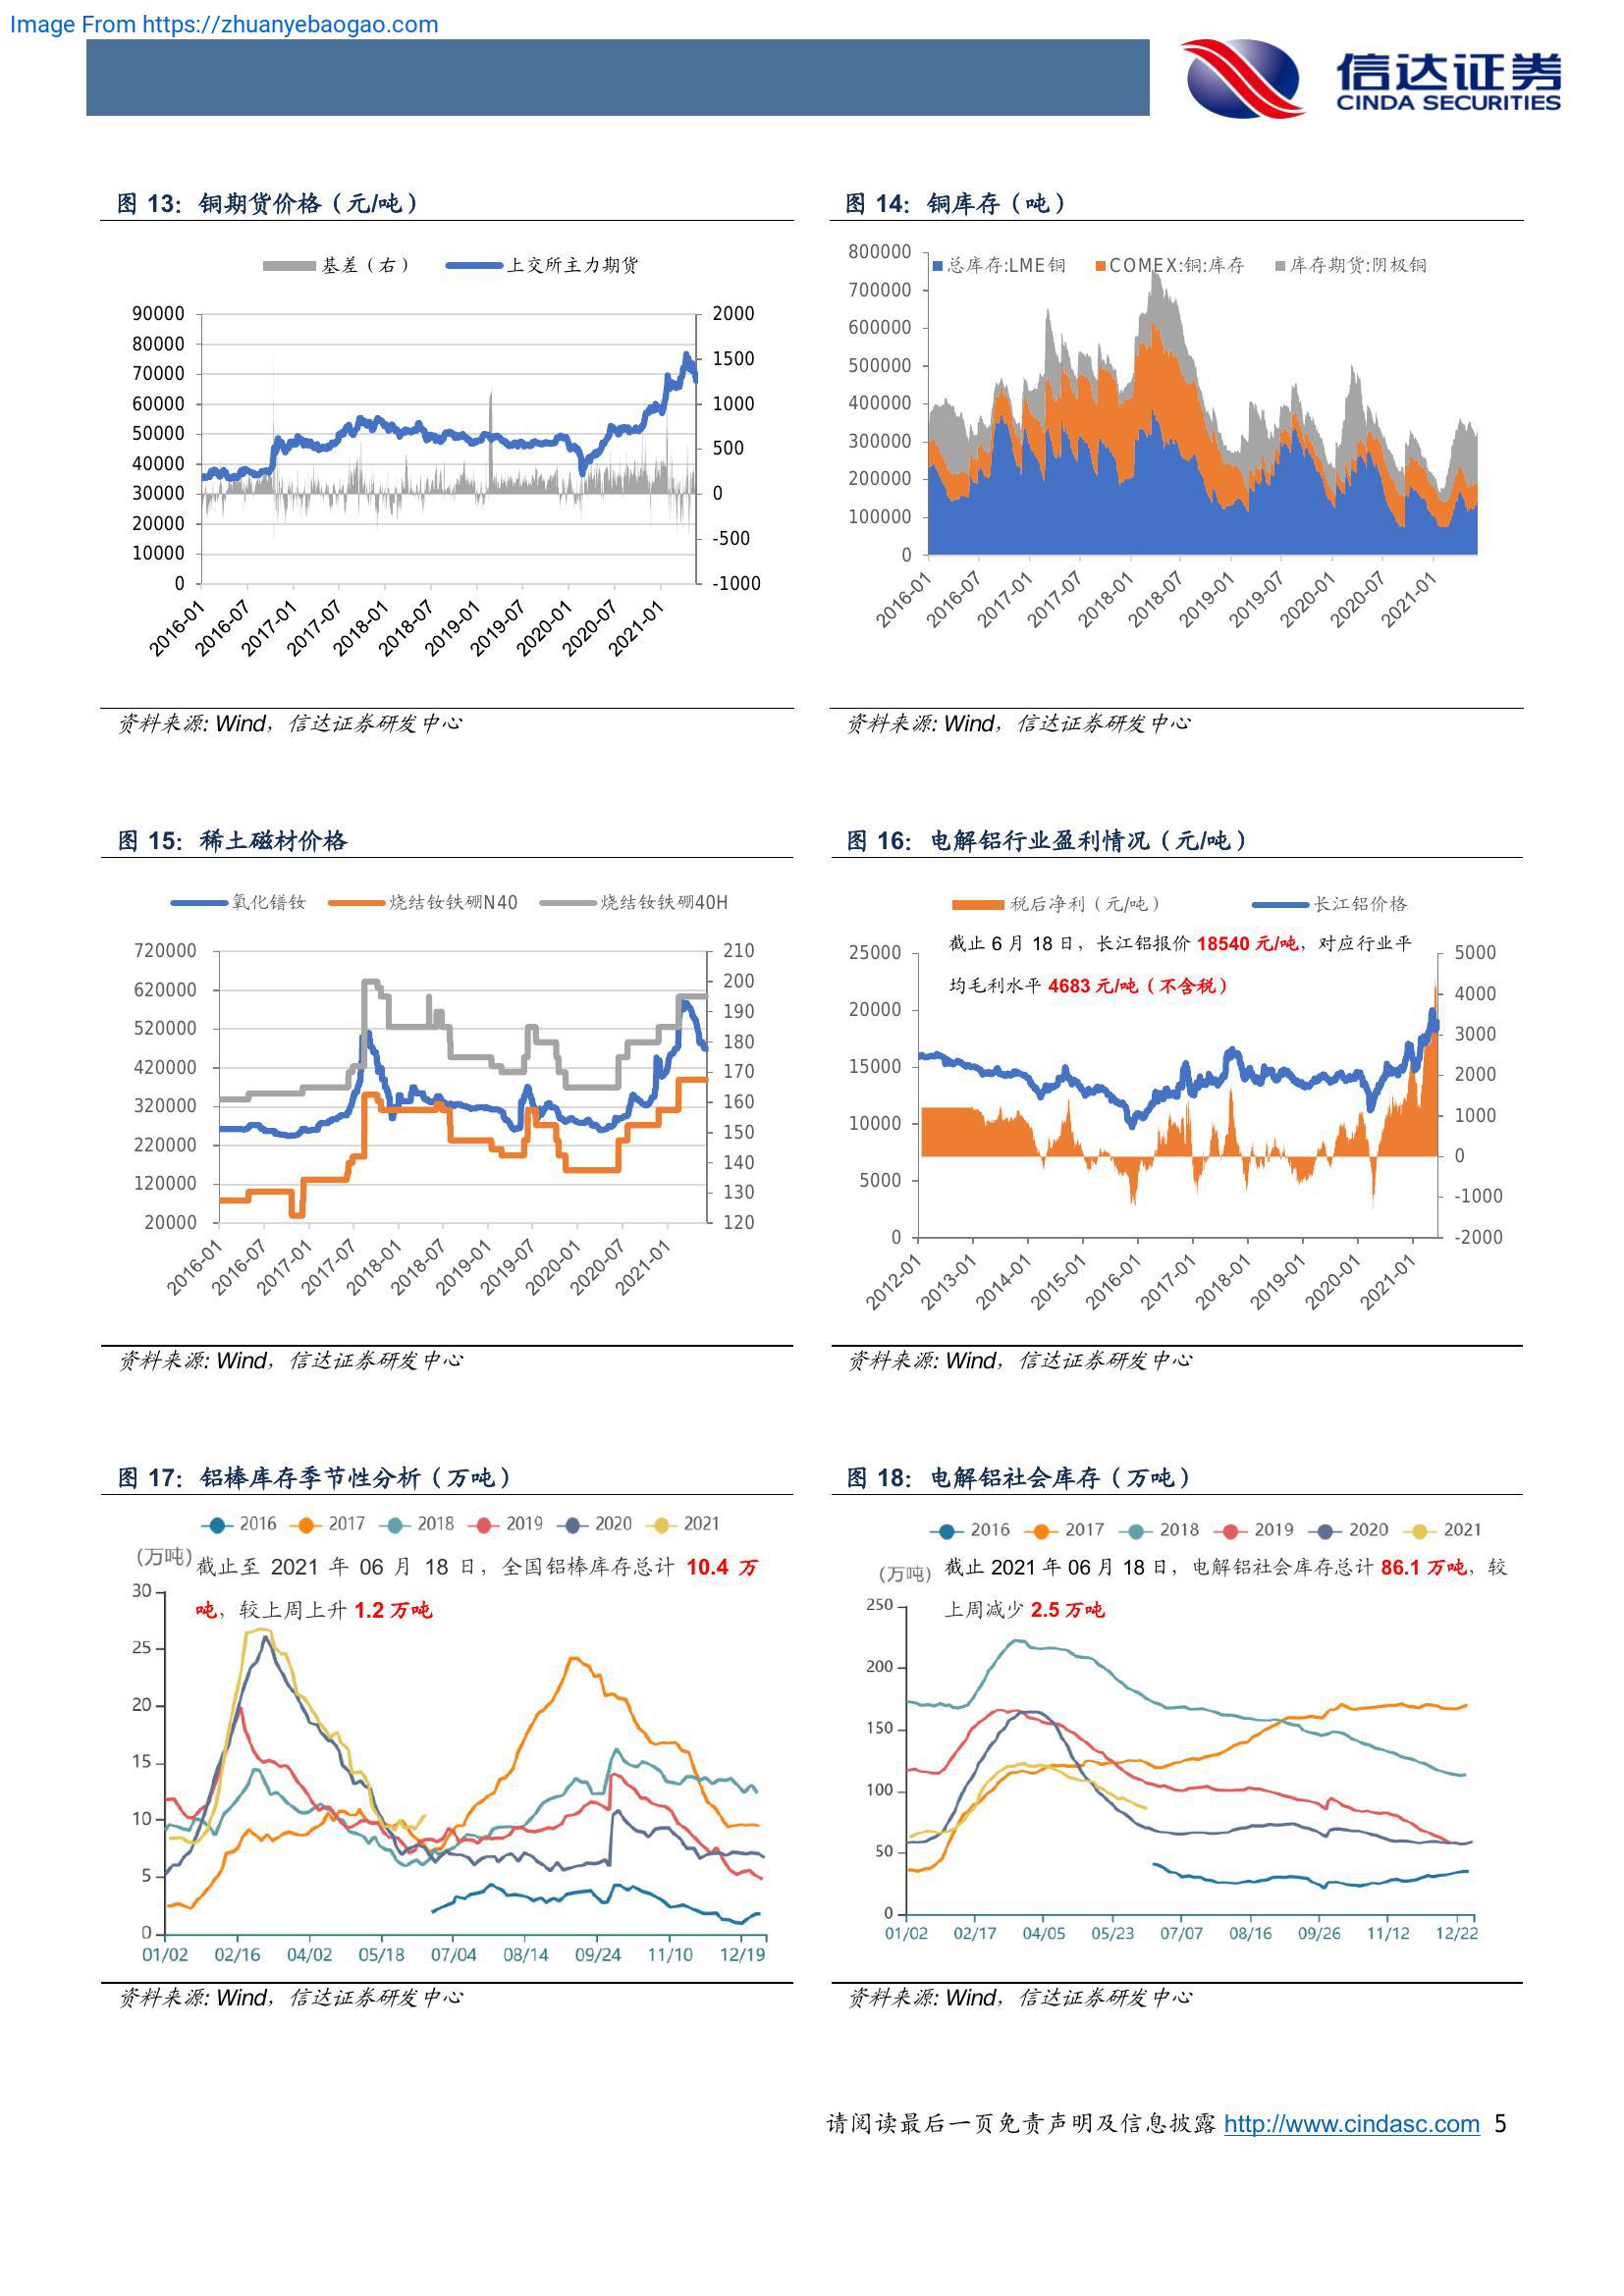 Image From https://zhuanyebaogao.com
信达证券
CINDA SECURITIES
图 13：铜期货价格（元/吨）
基差（右） 上交所主力期货
90000
80000
70000
60000
50000
40000
30000
20000
10000
0
2000
1500
1000
500
0
-500
-1000
2016-01 2016-07 2017-01 2017-07 2018-01 2018-07 2019-01 2019-07 2020-01 2020-07 2021-01
资料来源: Wind，信达证券研发中心
图 14：铜库存（吨）
总库存:LME铜 COMEX:铜:库存 库存期货:阴极铜
800000
700000
600000
500000
400000
300000
200000
100000
0
2016-01 2016-07 2017-01 2017-07 2018-01 2018-07 2019-01 2019-07 2020-01 2020-07 2021-01
资料来源: Wind，信达证券研发中心
图 15：稀土磁材价格
氧化镨钕 烧结钕铁硼N40 烧结钕铁硼40H
720000
620000
520000
420000
320000
220000
120000
20000
210
200
190
180
170
160
150
140
130
120
2016-01 2016-07 2017-01 2017-07 2018-01 2018-07 2019-01 2019-07 2020-01 2020-07 2021-01
资料来源: Wind，信达证券研发中心
图 16：电解铝行业盈利情况（元/吨）
税后净利（元/吨） 长江铝价格
截止 6 月 18 日，长江铝报价 18540 元/吨，对应行业平
均毛利水平 4683 元/吨（不含税）
25000
20000
15000
10000
5000
0
5000
4000
3000
2000
1000
0
-1000
-2000
2012-01 2013-01 2014-01 2015-01 2016-01 2017-01 2018-01 2019-01 2020-01 2021-01
资料来源: Wind，信达证券研发中心
图 17：铝棒库存季节性分析（万吨）
2016 2017 2018 2019 2020 2021
(万吨)
截止至 2021 年 06 月 18 日，全国铝棒库存总计 10.4 万
吨，较上周上升 1.2 万吨
30
25
20
15
10
5
0
01/02 02/16 04/02 05/18 07/04 08/14 09/24 11/10 12/19
资料来源: Wind，信达证券研发中心
图 18：电解铝社会库存（万吨）
2016 2017 2018 2019 2020 2021
(万吨)
截止 2021 年 06 月 18 日，电解铝社会库存总计 86.1 万吨，较
上周减少 2.5 万吨
250
200
150
100
50
0
01/02 02/17 04/05 05/23 07/07 08/16 09/26 11/12 12/22
资料来源: Wind，信达证券研发中心
请阅读最后一页免责声明及信息披露 http://www.cindasc.com 5